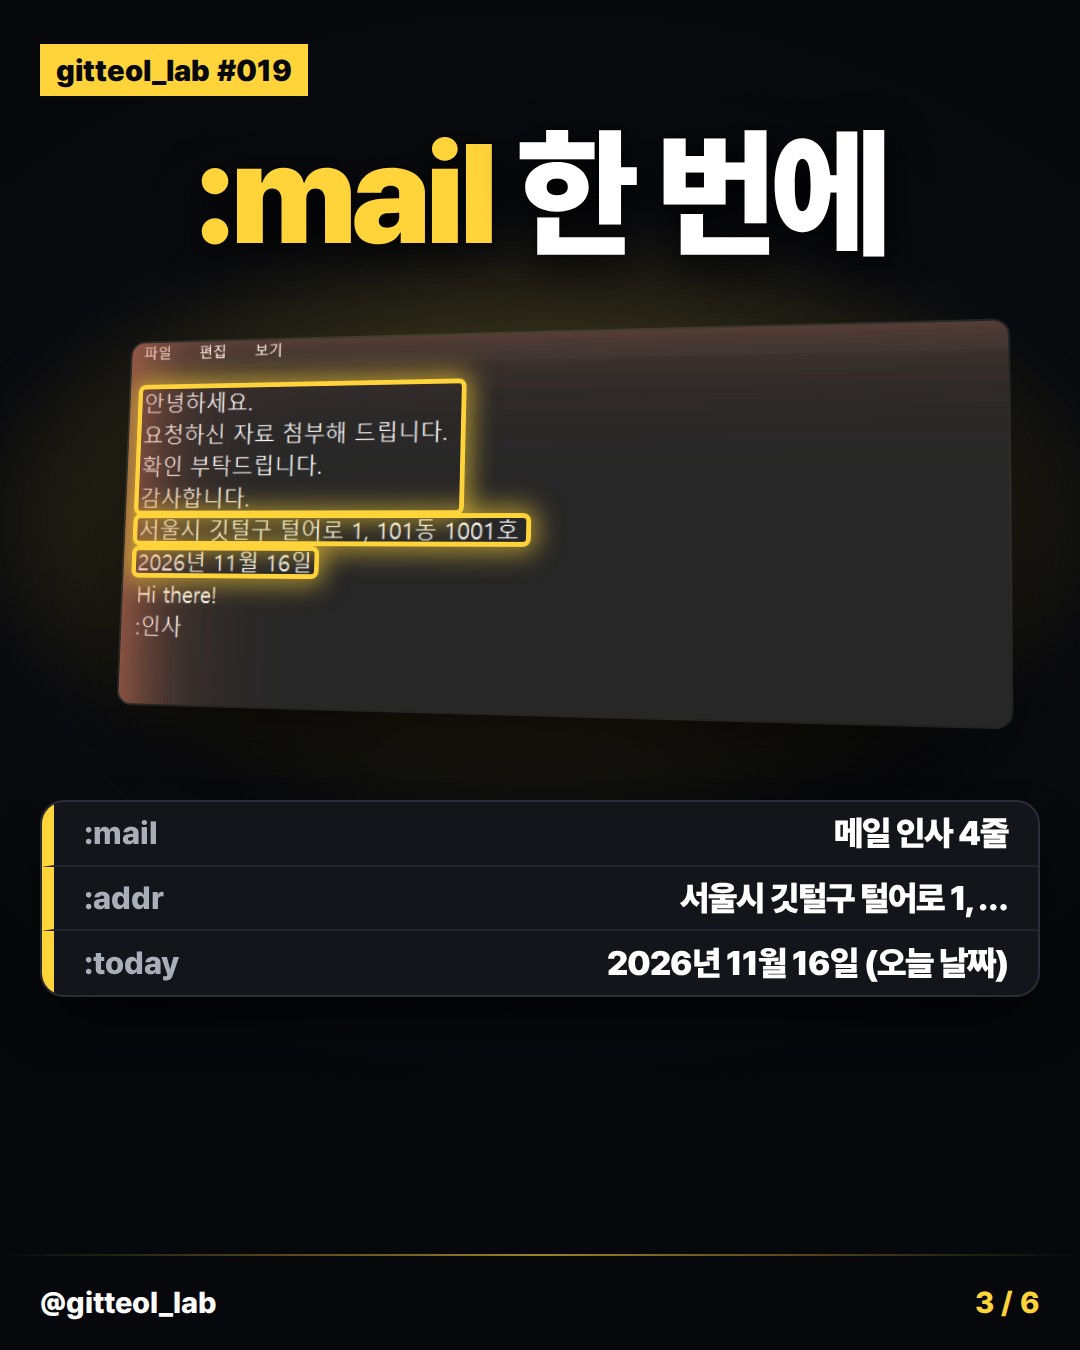 gitteol_lab #019
:mail 한 번에
파일 편집 보기
안녕하세요.
요청하신 자료 첨부해 드립니다.
확인 부탁드립니다.
감사합니다.
서울시 깃털구 털어로 1, 101동 1001호
2026년 11월 16일
Hi there!
:인사
:mail 메일 인사 4줄
:addr 서울시 깃털구 털어로 1, ...
:today 2026년 11월 16일 (오늘 날짜)
@gitteol_lab 3 / 6